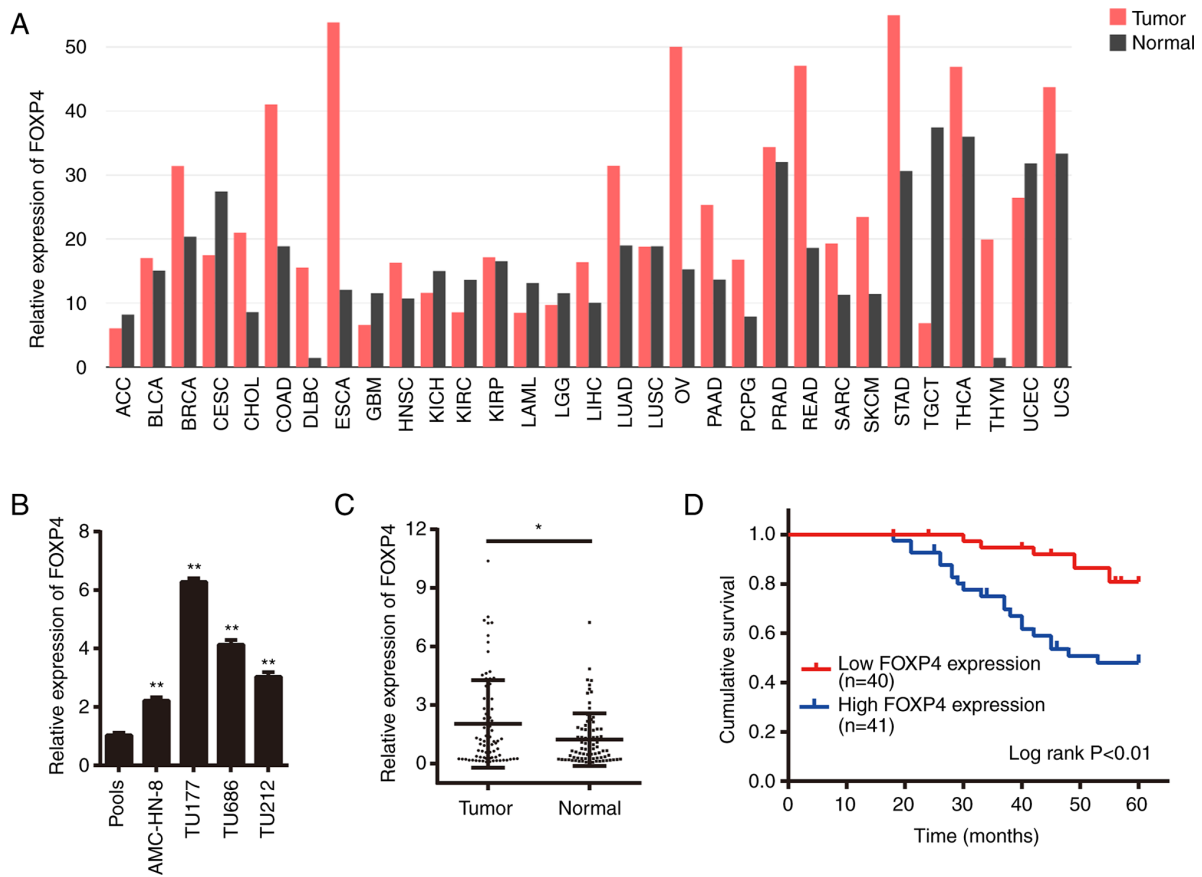 A
Tumor
Normal
Relative expression of FOXP4
50
40
30
20
10
0
ACC
BLCA
BRCA
CESC
CHOL
COAD
DLBC
ESCA
GBM
HNSC
KICH
KIRC
KIRP
LAML
LGG
LIHC
LUAD
LUSC
OV
PAAD
PCPG
PRAD
READ
SARC
SKCM
STAD
TGCT
THCA
THYM
UCEC
UCS
B
Relative expression of FOXP4
8
6
4
2
0
**
**
**
**
Pools
AMC-HN-8
TU177
TU686
TU212
C
Relative expression of FOXP4
12
9
6
3
0
*
Tumor
Normal
D
Cumulative survival
1.0
0.8
0.6
0.4
0.2
0.0
Low FOXP4 expression
(n=40)
High FOXP4 expression
(n=41)
Log rank P<0.01
0
10
20
30
40
50
60
Time (months)